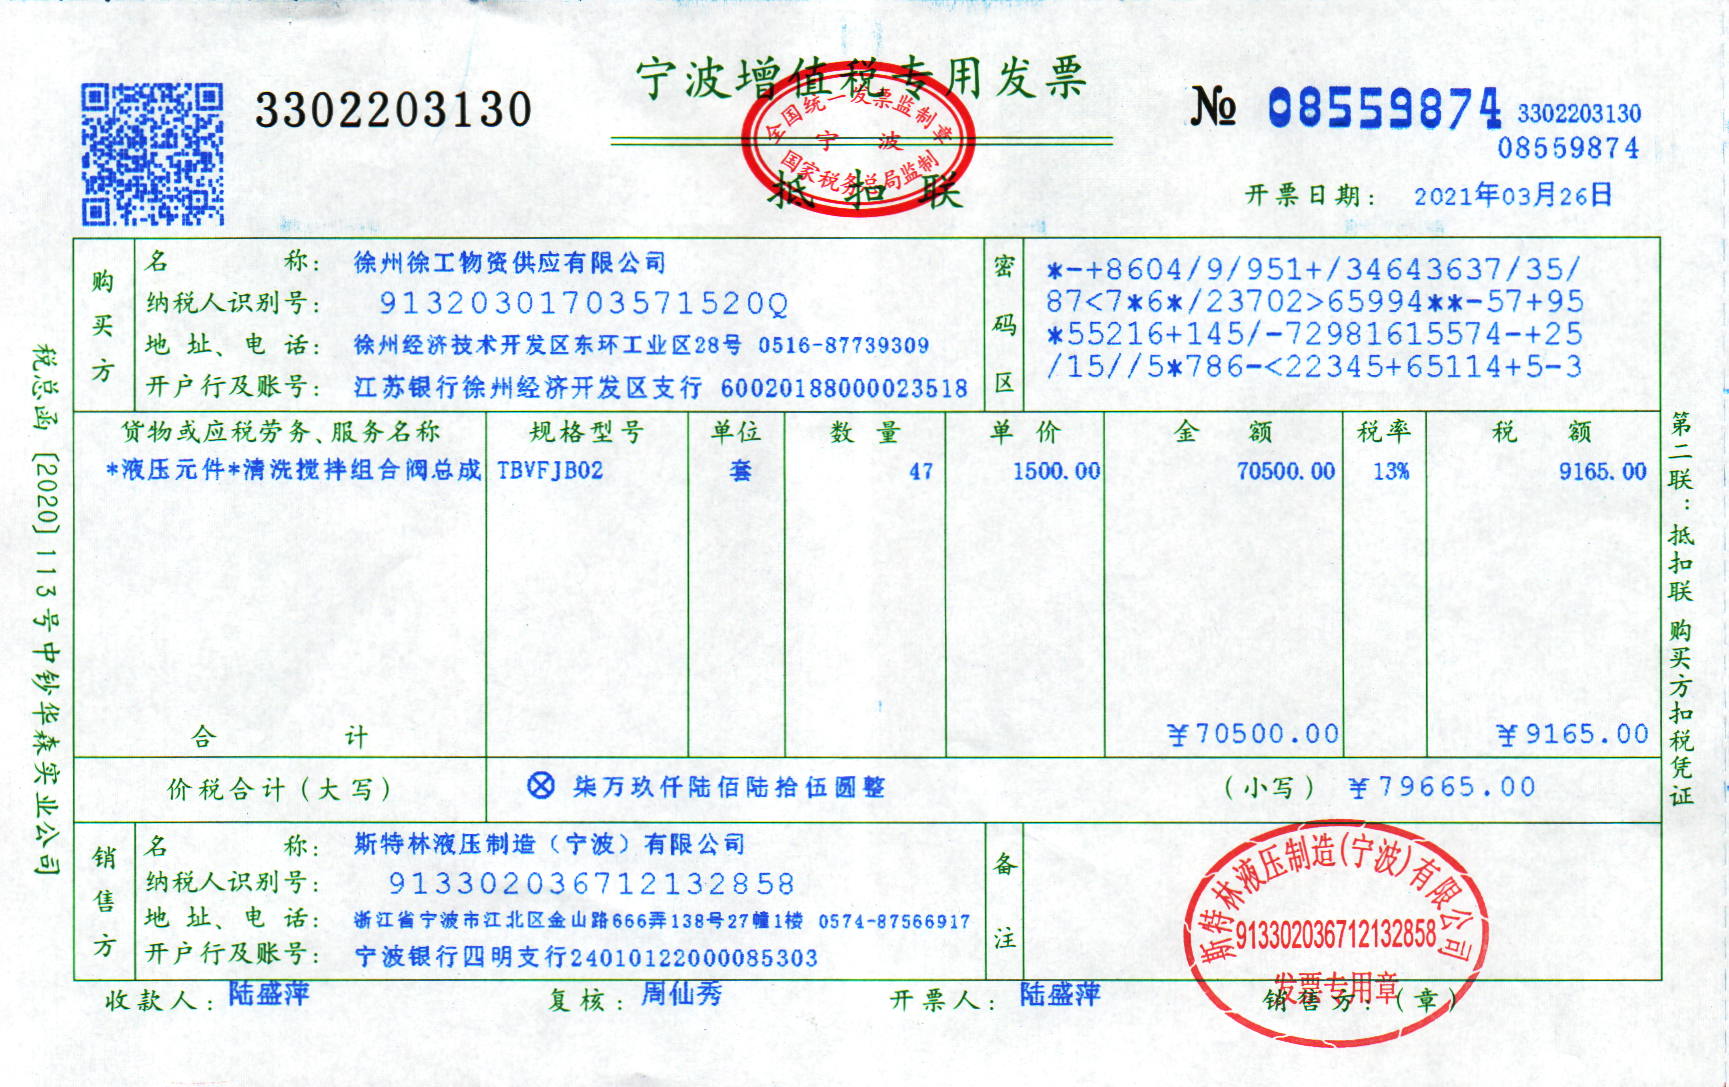 宁波增值税专用发票
3302203130
№ 08559874 3302203130
08559874
全国统一发票监制章
宁 波
国家税务总局监制
抵扣联
开票日期: 2021年03月26日
购买方
名 称: 徐州徐工物资供应有限公司
纳税人识别号: 91320301703571520Q
地 址、电 话: 徐州经济技术开发区东环工业区28号 0516-87739309
开户行及账号: 江苏银行徐州经济开发区支行 60020188000023518
密码区
*-+8604/9/951+/34643637/35/
87<7*6*/23702>65994**-57+95
*55216+145/-72981615574-+25
/15//5*786-<22345+65114+5-3
货物或应税劳务、服务名称 规格型号 单位 数 量 单 价 金 额 税率 税 额
*液压元件*清洗搅拌组合阀总成 TBVFJB02 套 47 1500.00 70500.00 13% 9165.00
合 计 ¥70500.00 ¥9165.00
价税合计(大写) ⊗ 柒万玖仟陆佰陆拾伍圆整 (小写) ¥79665.00
销售方
名 称: 斯特林液压制造(宁波)有限公司
纳税人识别号: 913302036712132858
地 址、电 话: 浙江省宁波市江北区金山路666弄138号27幢1楼 0574-87566917
开户行及账号: 宁波银行四明支行24010122000085303
备注
斯特林液压制造(宁波)有限公司
913302036712132858
发票专用章
收款人: 陆盛萍 复核: 周仙秀 开票人: 陆盛萍 销售方:(章)
税总函〔2020〕113号中钞华森实业公司
第二联:抵扣联 购买方扣税凭证